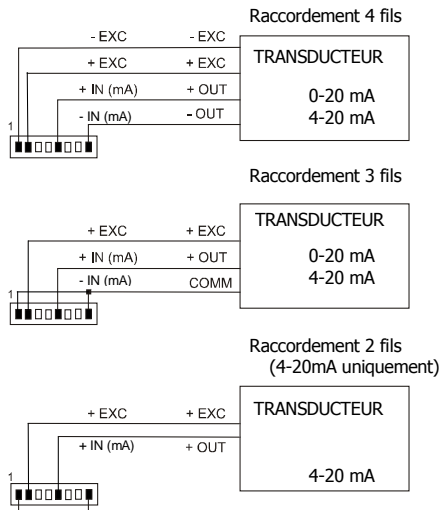 Raccordement 4 fils
- EXC - EXC
+ EXC + EXC
+ IN (mA) + OUT
- IN (mA) - OUT
TRANSDUCTEUR
0-20 mA
4-20 mA
1
Raccordement 3 fils
+ EXC + EXC
+ IN (mA) + OUT
- IN (mA) COMM
TRANSDUCTEUR
0-20 mA
4-20 mA
1
Raccordement 2 fils
(4-20mA uniquement)
+ EXC + EXC
+ IN (mA) + OUT
TRANSDUCTEUR
4-20 mA
1